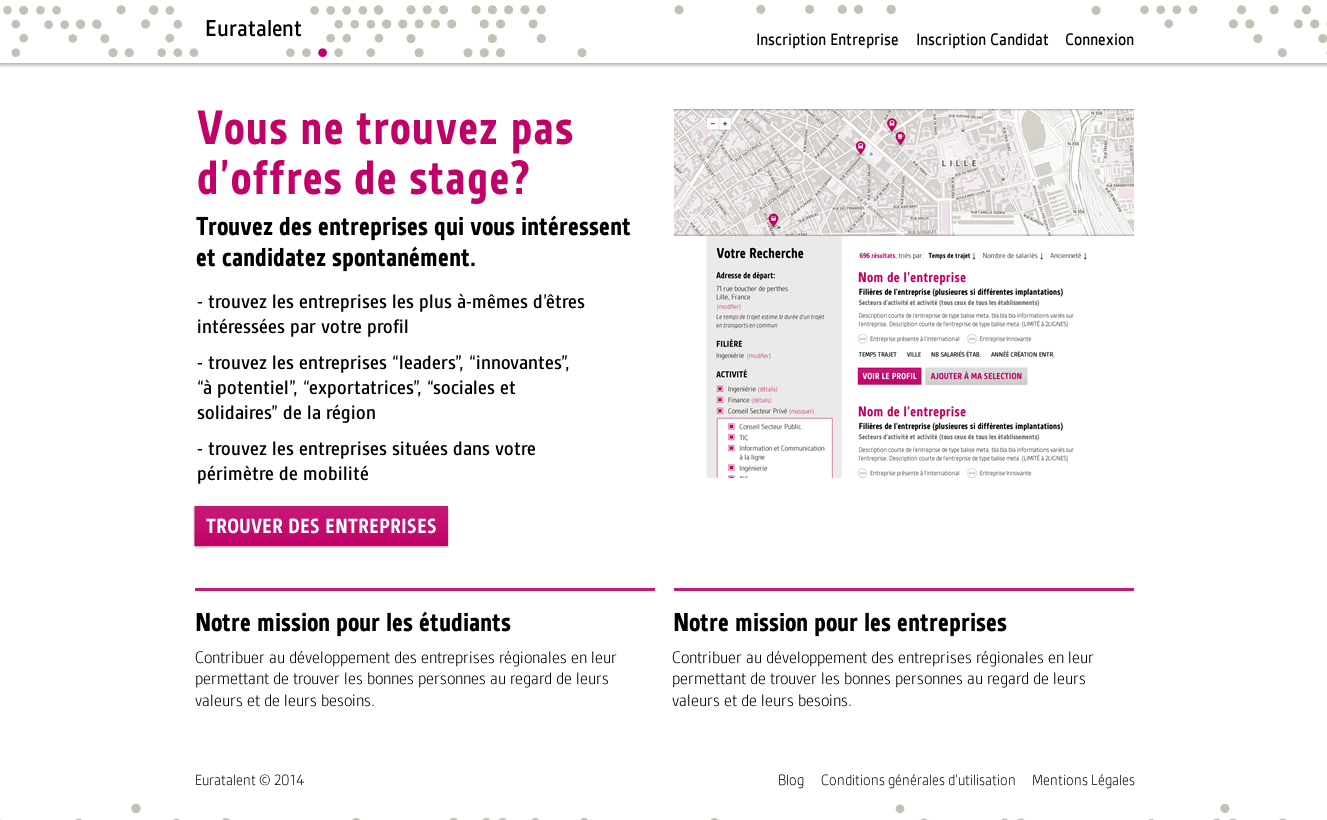 Euratalent
Inscription Entreprise Inscription Candidat Connexion
Vous ne trouvez pas
d'offres de stage?
Trouvez des entreprises qui vous intéressent
et candidatez spontanément.
- trouvez les entreprises les plus à-mêmes d'êtres
intéressées par votre profil
- trouvez les entreprises “leaders”, “innovantes”,
“à potentiel”, “exportatrices”, “sociales et
solidaires” de la région
- trouvez les entreprises situées dans votre
périmètre de mobilité
TROUVER DES ENTREPRISES
LILLE
N 356
N 356
N 356
Votre Recherche
Adresse de départ:
71 rue boucher de perthes
Lille, France
(modifier)
Le temps de trajet estime la durée d'un trajet
en transports en commun
FILIÈRE
Ingeniérie (modifier)
ACTIVITÉ
Ingeniérie (détails)
Finance (détails)
Conseil Secteur Privé (masquer)
Conseil Secteur Public
TIC
Information et Communication
à la ligne
Ingénierie
696 résultats, triés par: Temps de trajet ↓ Nombre de salariés ↓ Ancienneté ↓
Nom de l'entreprise
Filières de l'entreprise (plusieures si différentes implantations)
Secteurs d'activité et activité (tous ceux de tous les établissements)
Description courte de l'entreprise de type balise meta, bla bla bla informations variés sur
l'entreprise. Description courte de l'entreprise de type balise meta. (LIMITÉ à 2LIGNES)
Entreprise présente à l'international Entreprise Innovante
TEMPS TRAJET VILLE NB SALARIÉS ÉTAB. ANNÉE CRÉATION ENTR.
VOIR LE PROFIL AJOUTER À MA SELECTION
Nom de l'entreprise
Filières de l'entreprise (plusieures si différentes implantations)
Secteurs d'activité et activité (tous ceux de tous les établissements)
Description courte de l'entreprise de type balise meta, bla bla bla informations variés sur
l'entreprise. Description courte de l'entreprise de type balise meta. (LIMITÉ à 2LIGNES)
Entreprise présente à l'international Entreprise Innovante
Notre mission pour les étudiants
Contribuer au développement des entreprises régionales en leur
permettant de trouver les bonnes personnes au regard de leurs
valeurs et de leurs besoins.
Notre mission pour les entreprises
Contribuer au développement des entreprises régionales en leur
permettant de trouver les bonnes personnes au regard de leurs
valeurs et de leurs besoins.
Euratalent © 2014
Blog Conditions générales d'utilisation Mentions Légales